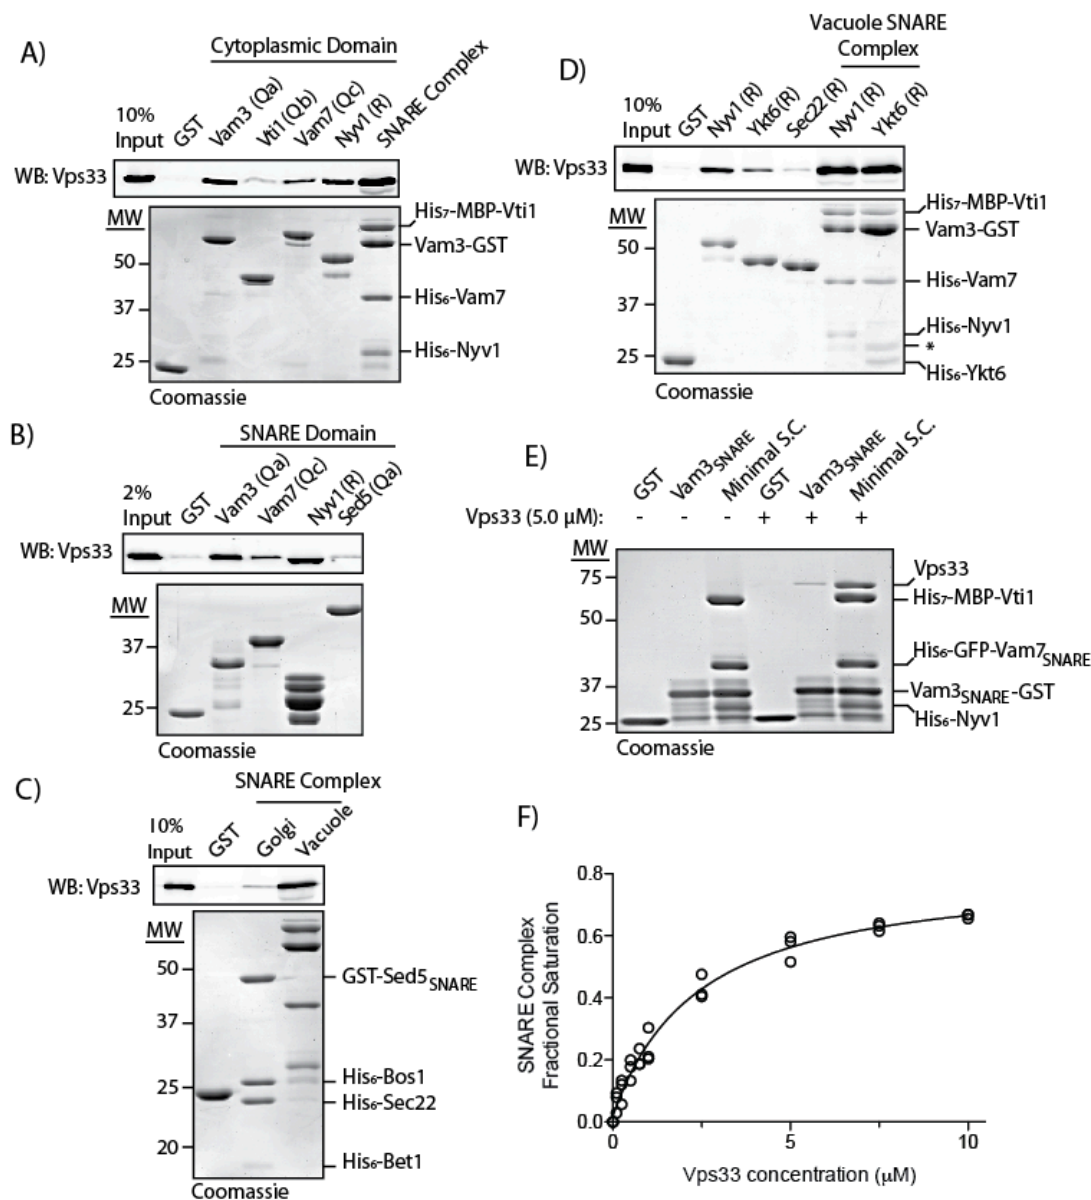 A)
Cytoplasmic Domain
10%
Input
GST
Vam3 (Qa)
Vti1 (Qb)
Vam7 (Qc)
Nyv1 (R)
SNARE Complex
WB: Vps33
MW
50
37
25
His₇-MBP-Vti1
Vam3-GST
His₆-Vam7
His₆-Nyv1
Coomassie
B)
SNARE Domain
2%
Input
GST
Vam3 (Qa)
Vam7 (Qc)
Nyv1 (R)
Sed5 (Qa)
WB: Vps33
MW
37
25
Coomassie
C)
SNARE Complex
10%
Input
GST
Golgi
Vacuole
WB: Vps33
MW
50
37
25
20
GST-Sed5SNARE
His₆-Bos1
His₆-Sec22
His₆-Bet1
Coomassie
D)
Vacuole SNARE
Complex
10%
Input
GST
Nyv1 (R)
Ykt6 (R)
Sec22 (R)
Nyv1 (R)
Ykt6 (R)
WB: Vps33
MW
50
37
25
His₇-MBP-Vti1
Vam3-GST
His₆-Vam7
His₆-Nyv1
*
His₆-Ykt6
Coomassie
E)
GST
Vam3SNARE
Minimal S.C.
GST
Vam3SNARE
Minimal S.C.
Vps33 (5.0 μM): - - - + + +
MW
75
50
37
25
Vps33
His₇-MBP-Vti1
His₆-GFP-Vam7SNARE
Vam3SNARE-GST
His₆-Nyv1
Coomassie
F)
SNARE Complex
Fractional Saturation
0.8
0.6
0.4
0.2
0.0
0 5 10
Vps33 concentration (μM)